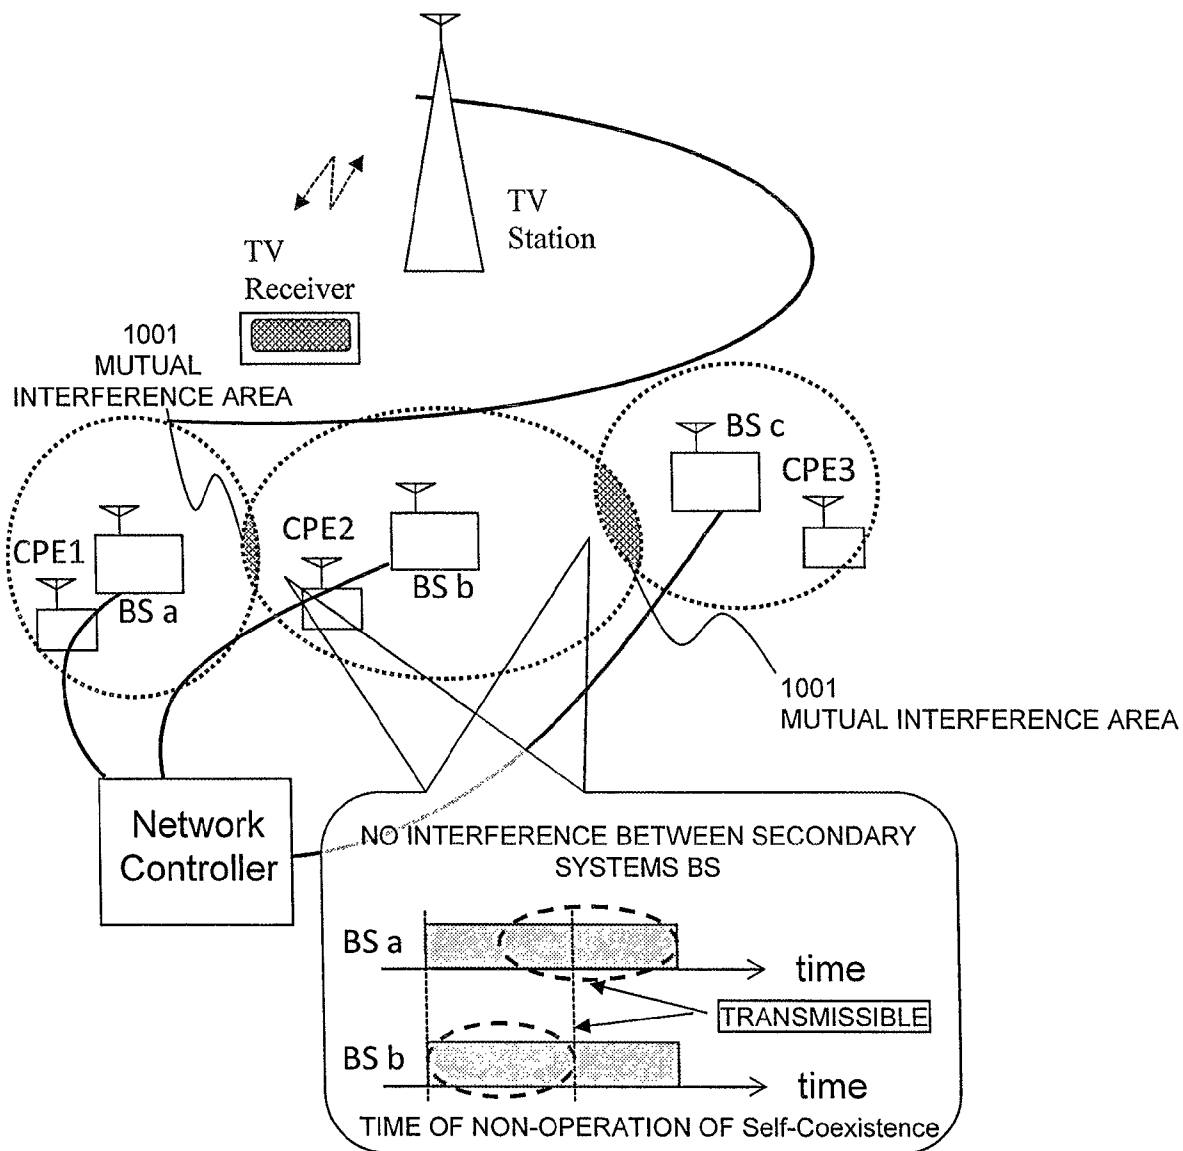 TV
Station
TV
Receiver
1001
MUTUAL
INTERFERENCE AREA
BS c
CPE3
CPE2
CPE1
BS b
BS a
1001
MUTUAL INTERFERENCE AREA
Network
Controller
NO INTERFERENCE BETWEEN SECONDARY
SYSTEMS BS
BS a
time
TRANSMISSIBLE
BS b
time
TIME OF NON-OPERATION OF Self-Coexistence